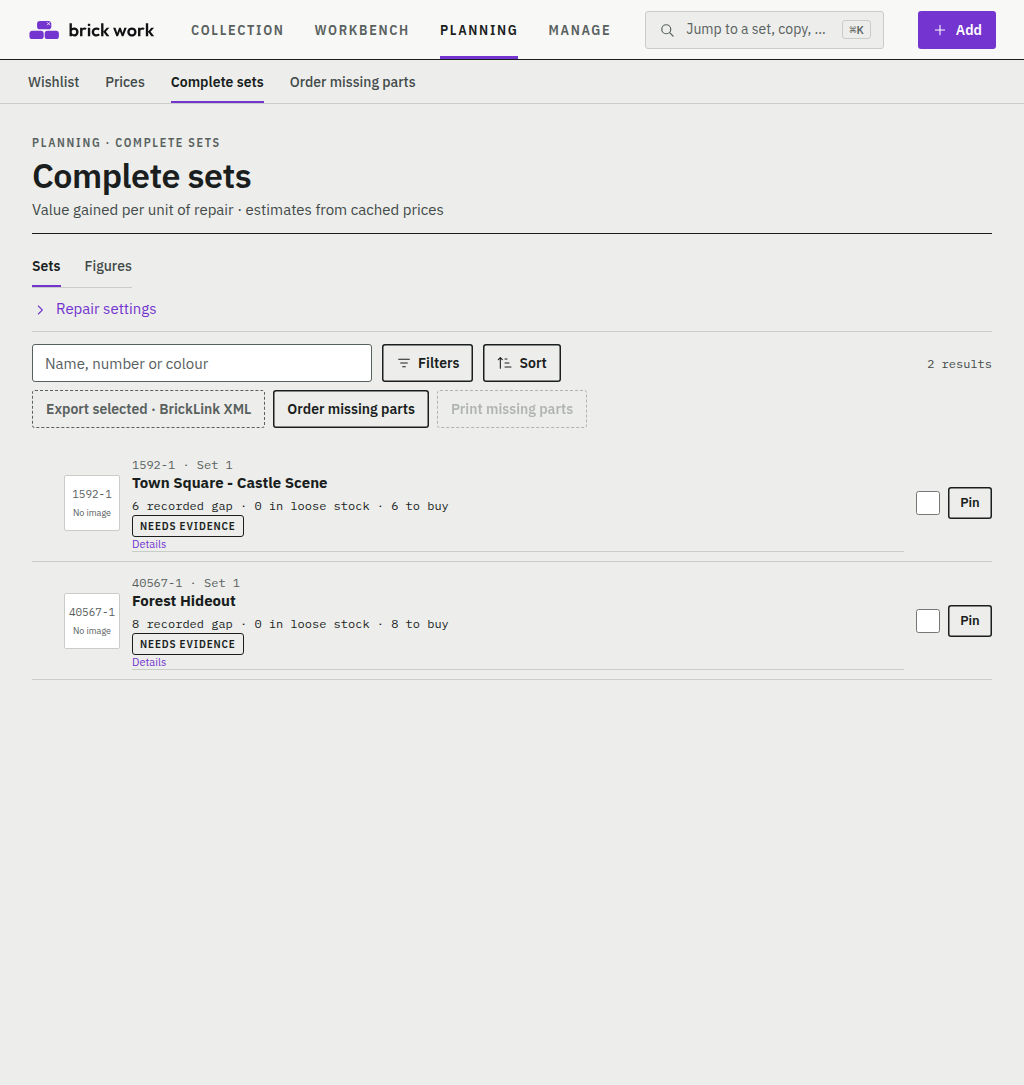 brick work
COLLECTION
WORKBENCH
PLANNING
MANAGE
Jump to a set, copy, ...
⌘K
Add
Wishlist
Prices
Complete sets
Order missing parts
PLANNING · COMPLETE SETS
Complete sets
Value gained per unit of repair · estimates from cached prices
Sets
Figures
Repair settings
Name, number or colour
Filters
Sort
2 results
Export selected · BrickLink XML
Order missing parts
Print missing parts
1592-1 · Set 1
1592-1
No image
Town Square - Castle Scene
6 recorded gap · 0 in loose stock · 6 to buy
NEEDS EVIDENCE
Details
Pin
40567-1 · Set 1
40567-1
No image
Forest Hideout
8 recorded gap · 0 in loose stock · 8 to buy
NEEDS EVIDENCE
Details
Pin